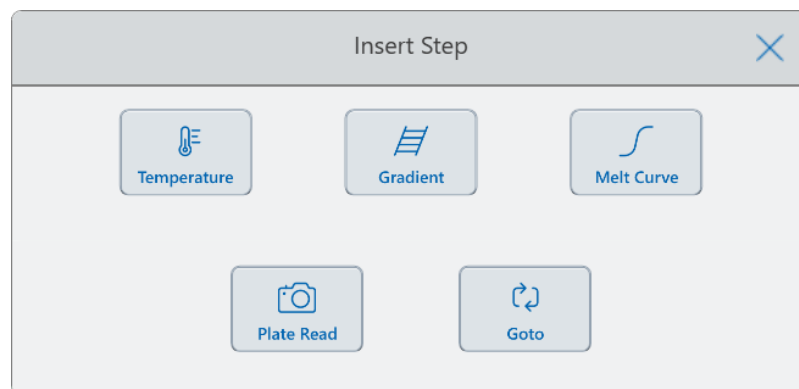 Insert Step
Temperature
Gradient
Melt Curve
Plate Read
Goto